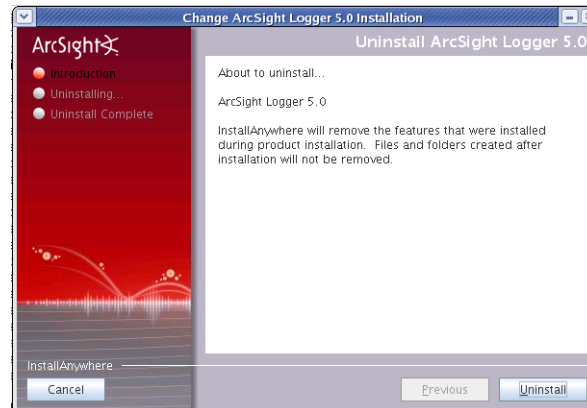 Change ArcSight Logger 5.0 Installation
ArcSight
Uninstall ArcSight Logger 5.0
Introduction
Uninstalling...
Uninstall Complete
About to uninstall...
ArcSight Logger 5.0
InstallAnywhere will remove the features that were installed
during product installation. Files and folders created after
installation will not be removed.
InstallAnywhere
Cancel
Previous
Uninstall